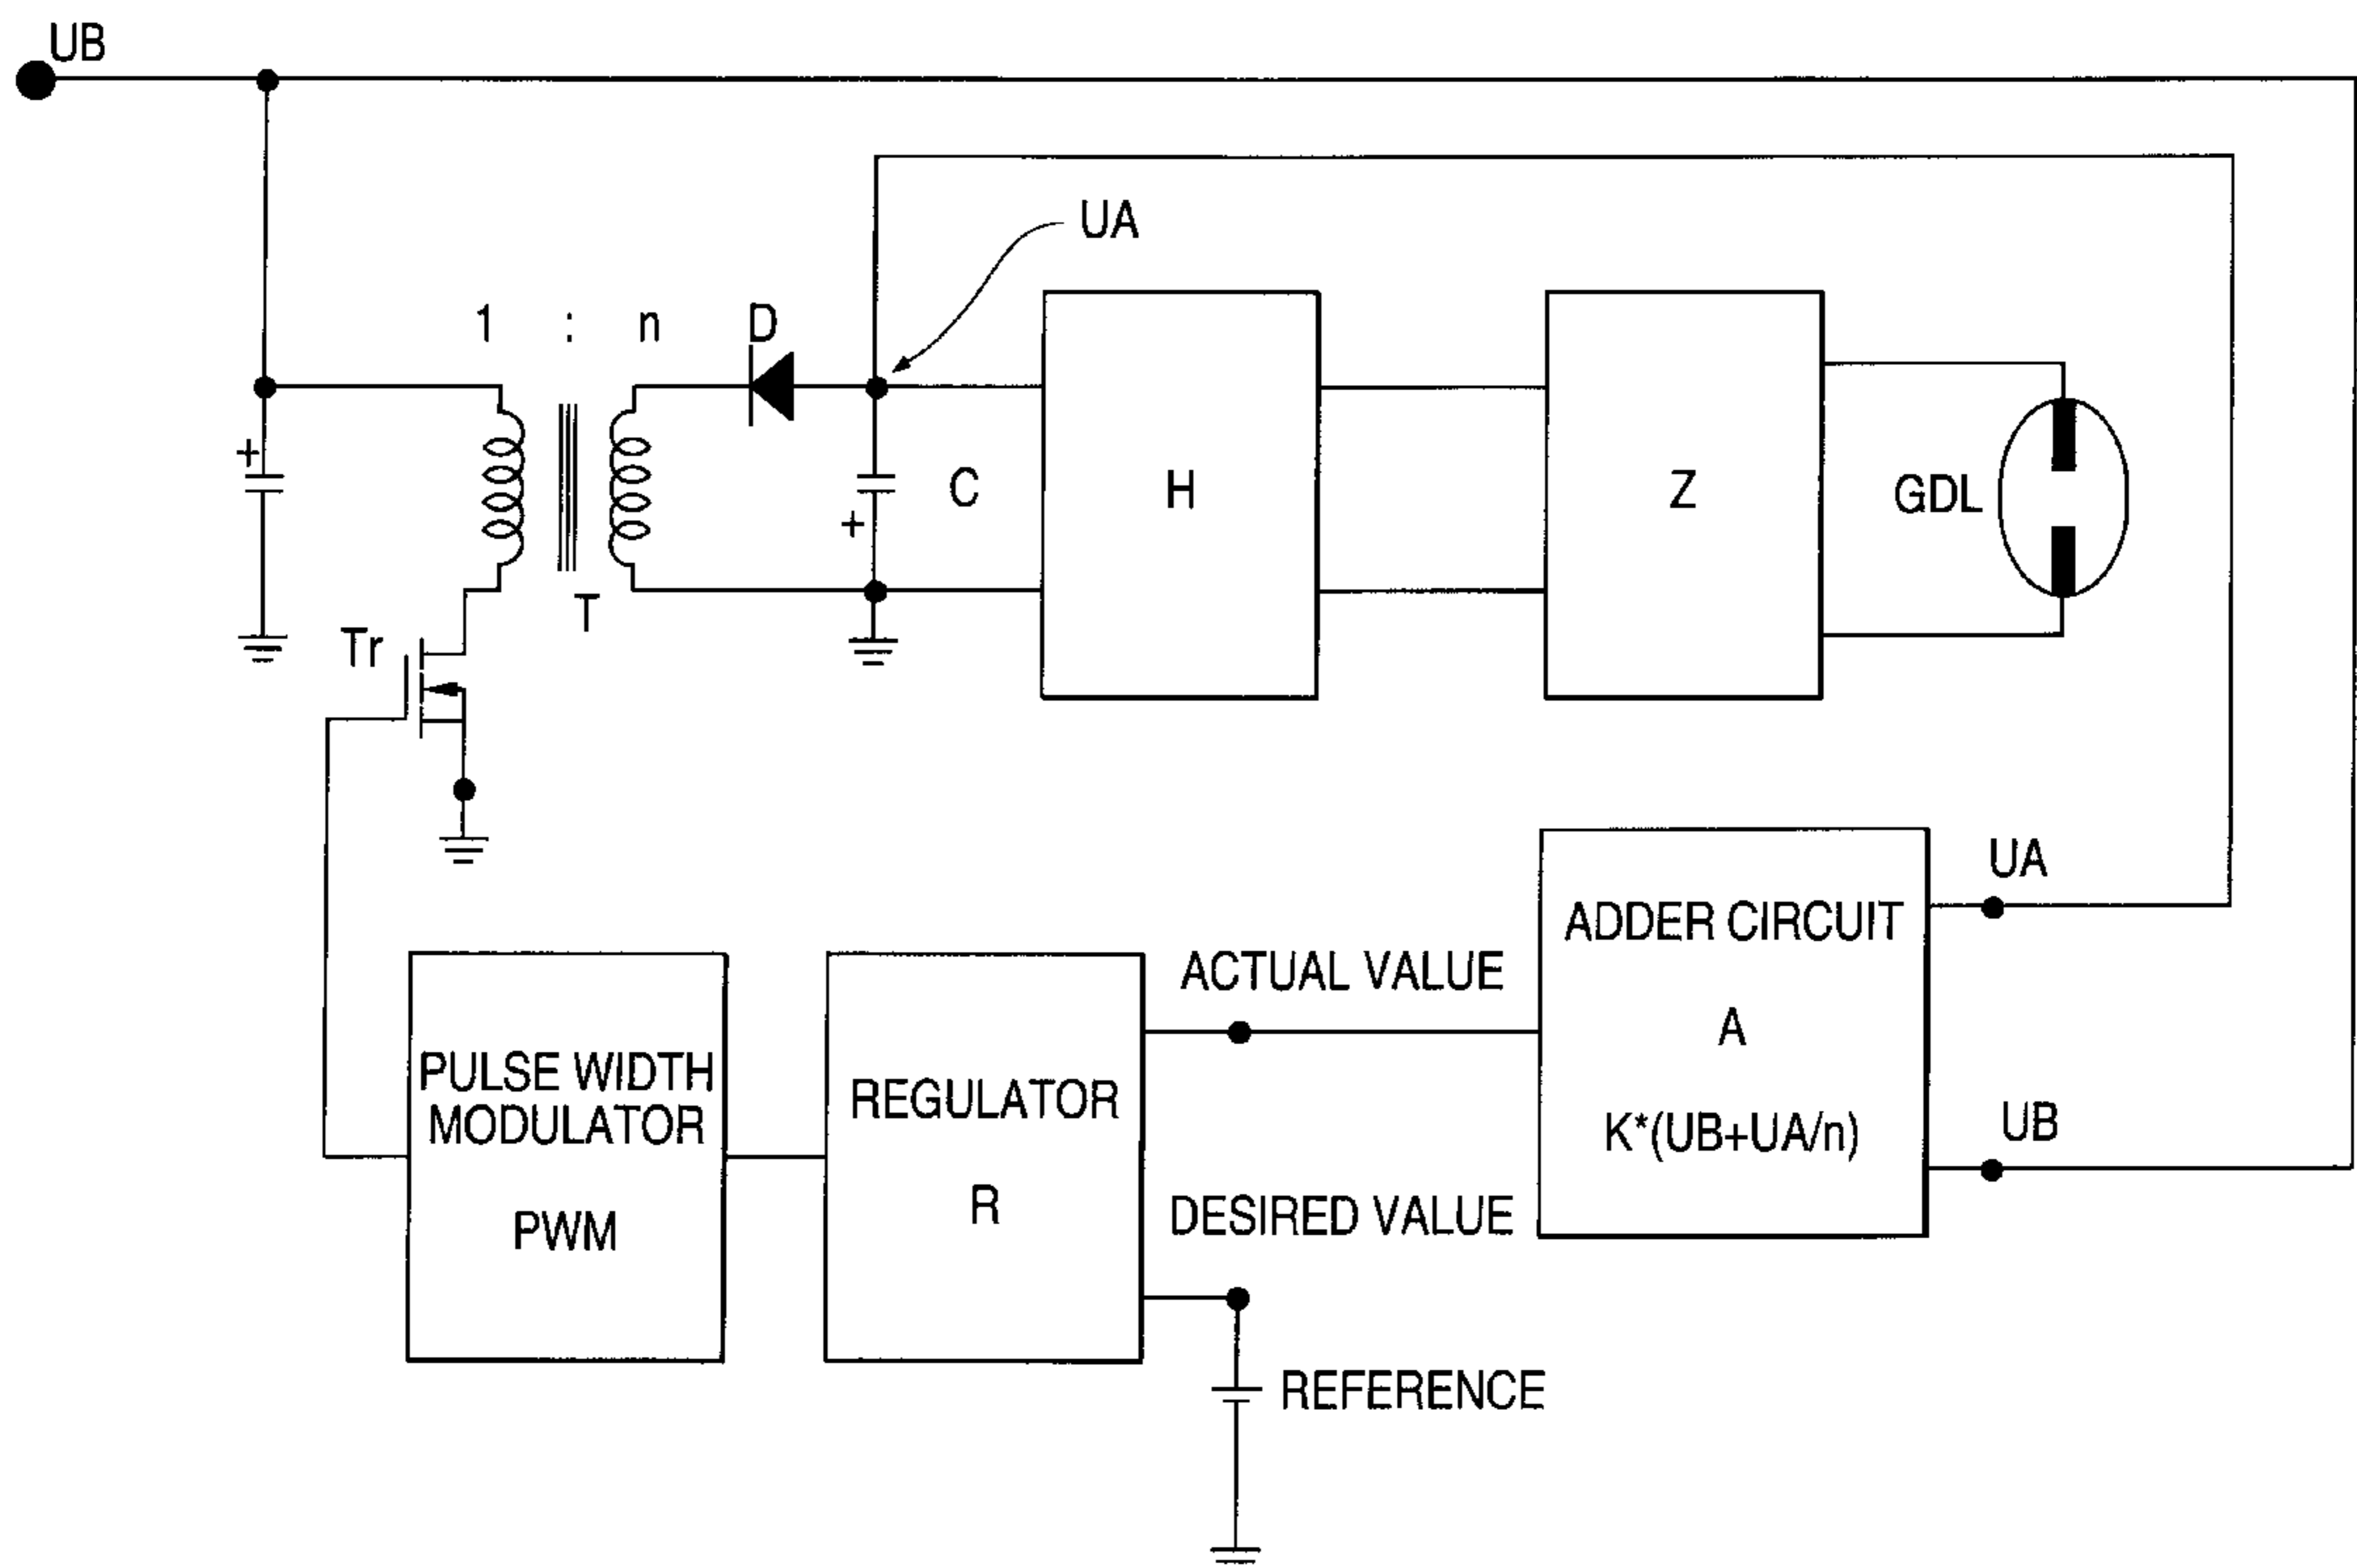 UB
UA
1 : n
D
+
C
+
H
Z
GDL
T
Tr
UA
ADDER CIRCUIT
A
K*(UB+UA/n)
UB
ACTUAL VALUE
DESIRED VALUE
PULSE WIDTH
MODULATOR
PWM
REGULATOR
R
REFERENCE